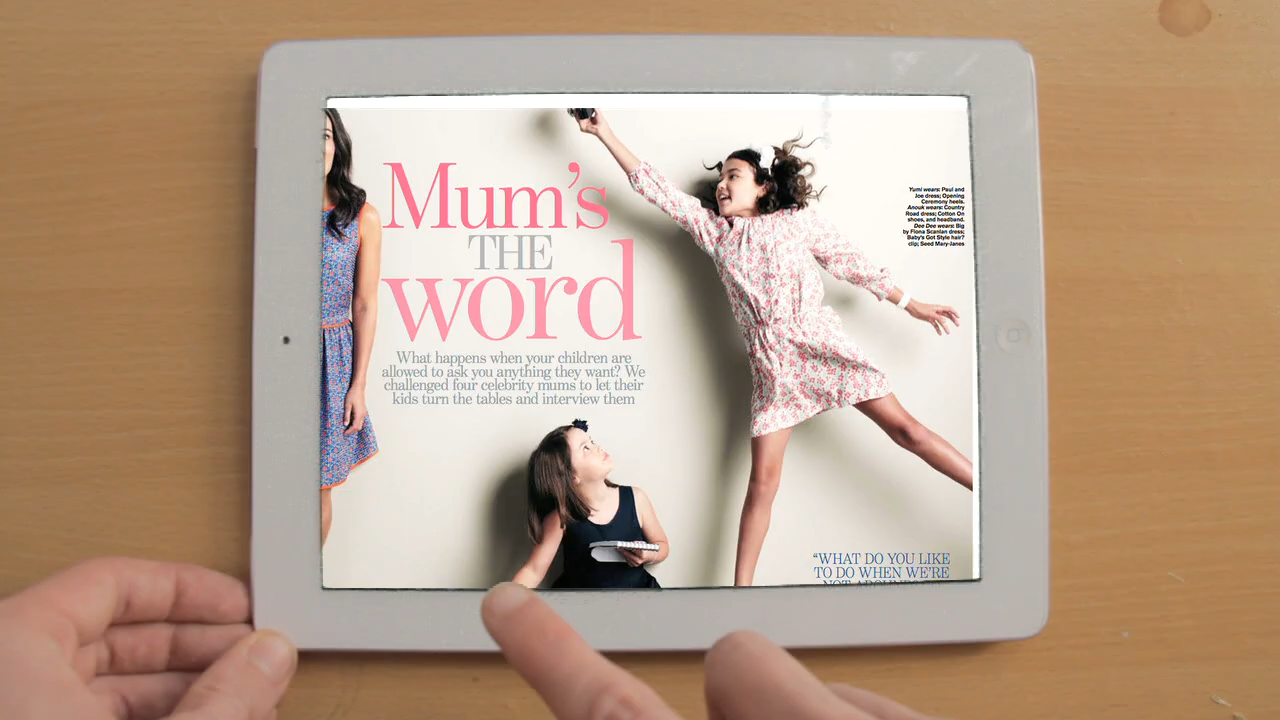 Mum's
THE
word
What happens when your children are
allowed to ask you anything they want? We
challenged four celebrity mums to let their
kids turn the tables and interview them
Yumi wears: Paul and
Joe dress; Opening
Ceremony heels.
Anouk wears: Country
Road dress; Cotton On
shoes, and headband.
Dee Dee wears: Big
by Fiona Scanlan dress;
Baby's Got Style hair?
clip; Seed Mary-Janes
“WHAT DO YOU LIKE
TO DO WHEN WE'RE